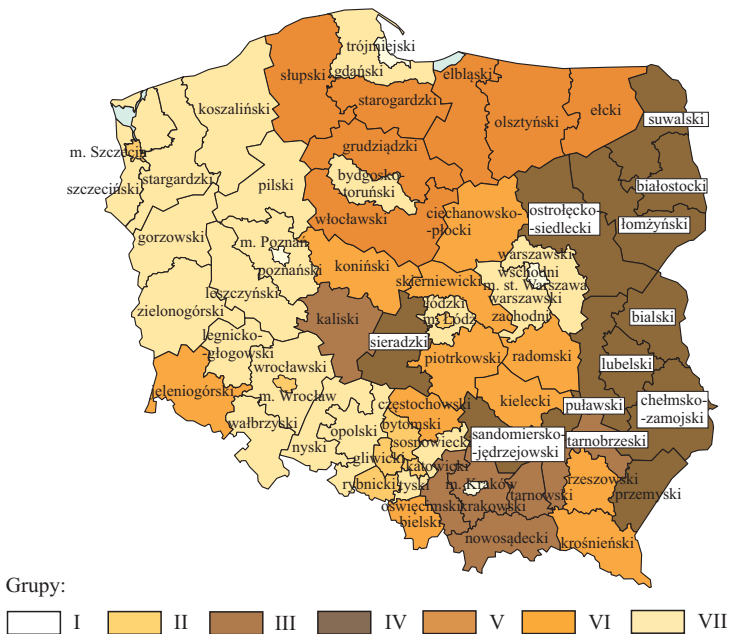 trójmiejski
gdański
słupski
elbląski
koszaliński
starogardzki
olsztyński
ełcki
suwalski
m. Szczecin
grudziądzki
szczeciński
stargardzki
pilski
bydgosko-
toruński
białostocki
włocławski
ciechanowsko-
-płocki
ostrołęcko-
-siedlecki
łomżyński
gorzowski
m. Poznań
poznański
warszawski
wschodni
m. st. Warszawa
warszawski
zachodni
koniński
skierniewicki
zielonogórski
leszczyński
kaliski
łódzki
m. Łódź
bialski
legnicko-
-głogowski
sieradzki
wrocławski
piotrkowski
radomski
lubelski
jeleniogórski
m. Wrocław
częstochowski
kielecki
puławski
chełmsko-
-zamojski
wałbrzyski
opolski
bytomski
sandomiersko-
-jędrzejowski
nyski
sosnowiecki
tarnobrzeski
gliwicki
katowicki
rybnicki
tyski
m. Kraków
rzeszowski
przemyski
oświęcimski
krakowski
tarnowski
bielski
nowosądecki
krośnieński
Grupy:
I II III IV V VI VII